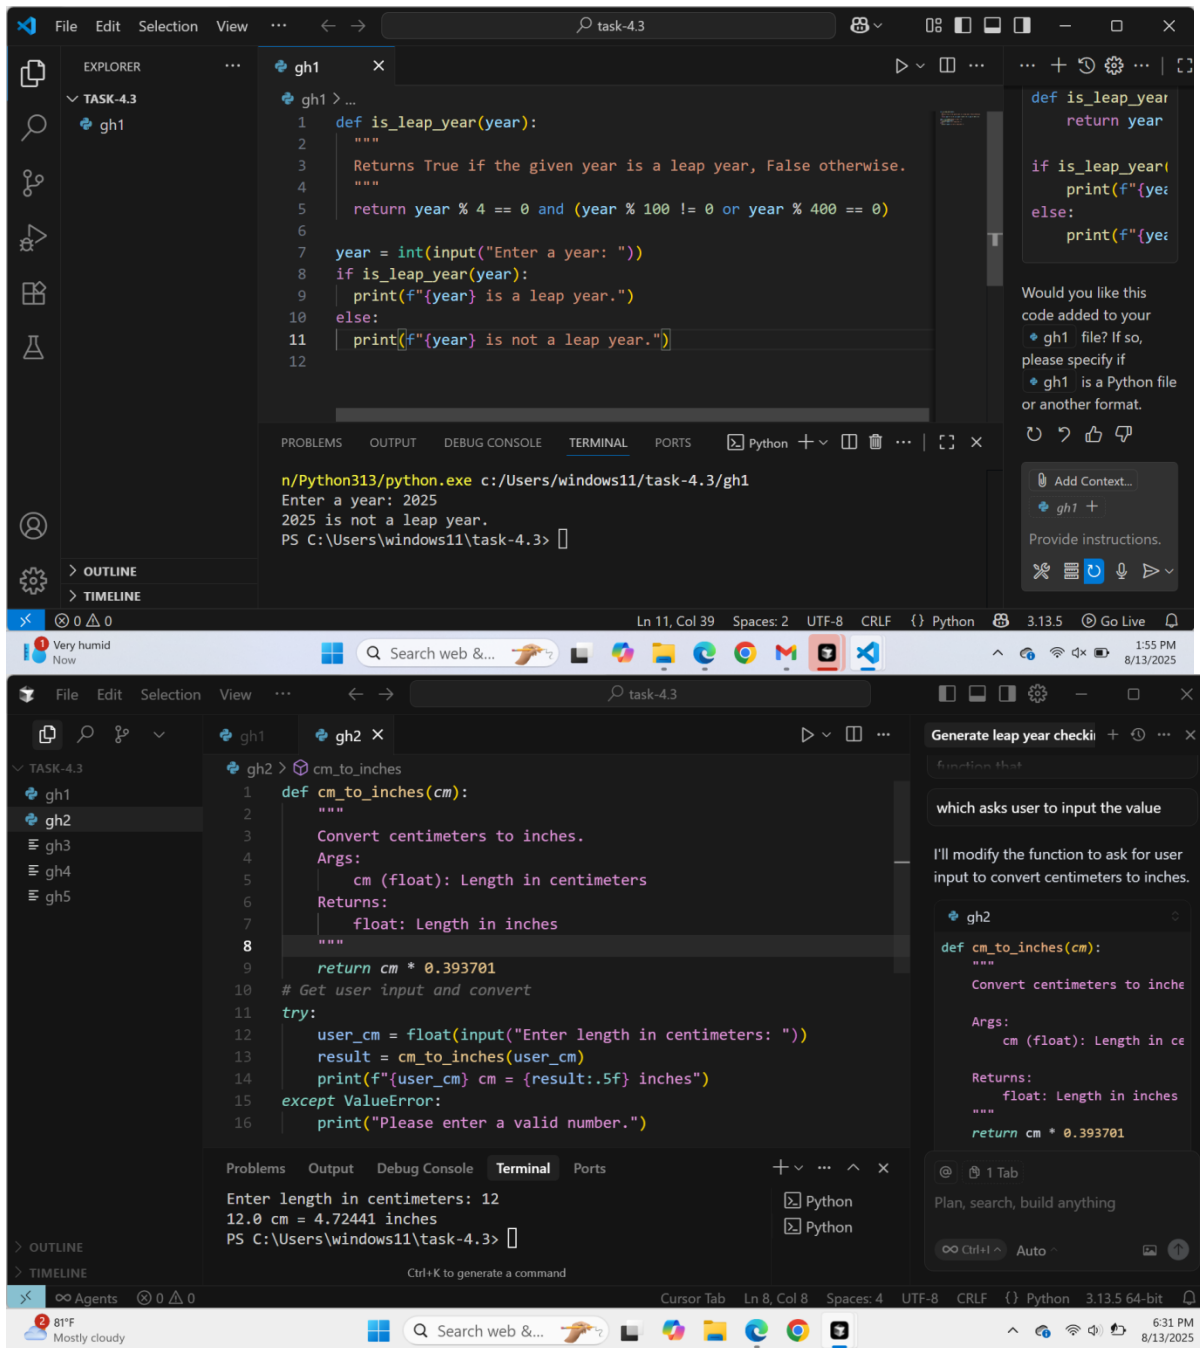 File Edit Selection View ··· task-4.3
EXPLORER ···
TASK-4.3
gh1
gh1
gh1 > ...
1 def is_leap_year(year):
2 """
3 Returns True if the given year is a leap year, False otherwise.
4 """
5 return year % 4 == 0 and (year % 100 != 0 or year % 400 == 0)
6
7 year = int(input("Enter a year: "))
8 if is_leap_year(year):
9 print(f"{year} is a leap year.")
10 else:
11 print(f"{year} is not a leap year.")
12
def is_leap_year
return year
if is_leap_year(
print(f"{yea
else:
print(f"{yea
Would you like this
code added to your
gh1 file? If so,
please specify if
gh1 is a Python file
or another format.
Add Context...
gh1 +
Provide instructions.
PROBLEMS OUTPUT DEBUG CONSOLE TERMINAL PORTS Python
n/Python313/python.exe c:/Users/windows11/task-4.3/gh1
Enter a year: 2025
2025 is not a leap year.
PS C:\Users\windows11\task-4.3>
OUTLINE
TIMELINE
0 0 Ln 11, Col 39 Spaces: 2 UTF-8 CRLF {} Python 3.13.5 Go Live
1 Very humid
Now
Search web &...
1:55 PM
8/13/2025
File Edit Selection View ··· task-4.3
TASK-4.3
gh1
gh2
gh3
gh4
gh5
gh1 gh2
gh2 > cm_to_inches
1 def cm_to_inches(cm):
2 """
3 Convert centimeters to inches.
4 Args:
5 cm (float): Length in centimeters
6 Returns:
7 float: Length in inches
8 """
9 return cm * 0.393701
10 # Get user input and convert
11 try:
12 user_cm = float(input("Enter length in centimeters: "))
13 result = cm_to_inches(user_cm)
14 print(f"{user_cm} cm = {result:.5f} inches")
15 except ValueError:
16 print("Please enter a valid number.")
Generate leap year checki
function that
which asks user to input the value
I'll modify the function to ask for user
input to convert centimeters to inches.
gh2
def cm_to_inches(cm):
"""
Convert centimeters to inche
Args:
cm (float): Length in ce
Returns:
float: Length in inches
"""
return cm * 0.393701
@ 1 Tab
Plan, search, build anything
∞ Ctrl+I Auto
Problems Output Debug Console Terminal Ports
Enter length in centimeters: 12
12.0 cm = 4.72441 inches
PS C:\Users\windows11\task-4.3>
Python
Python
Ctrl+K to generate a command
OUTLINE
TIMELINE
∞ Agents 0 0 Cursor Tab Ln 8, Col 8 Spaces: 4 UTF-8 CRLF {} Python 3.13.5 64-bit
2 81°F
Mostly cloudy
Search web &...
6:31 PM
8/13/2025